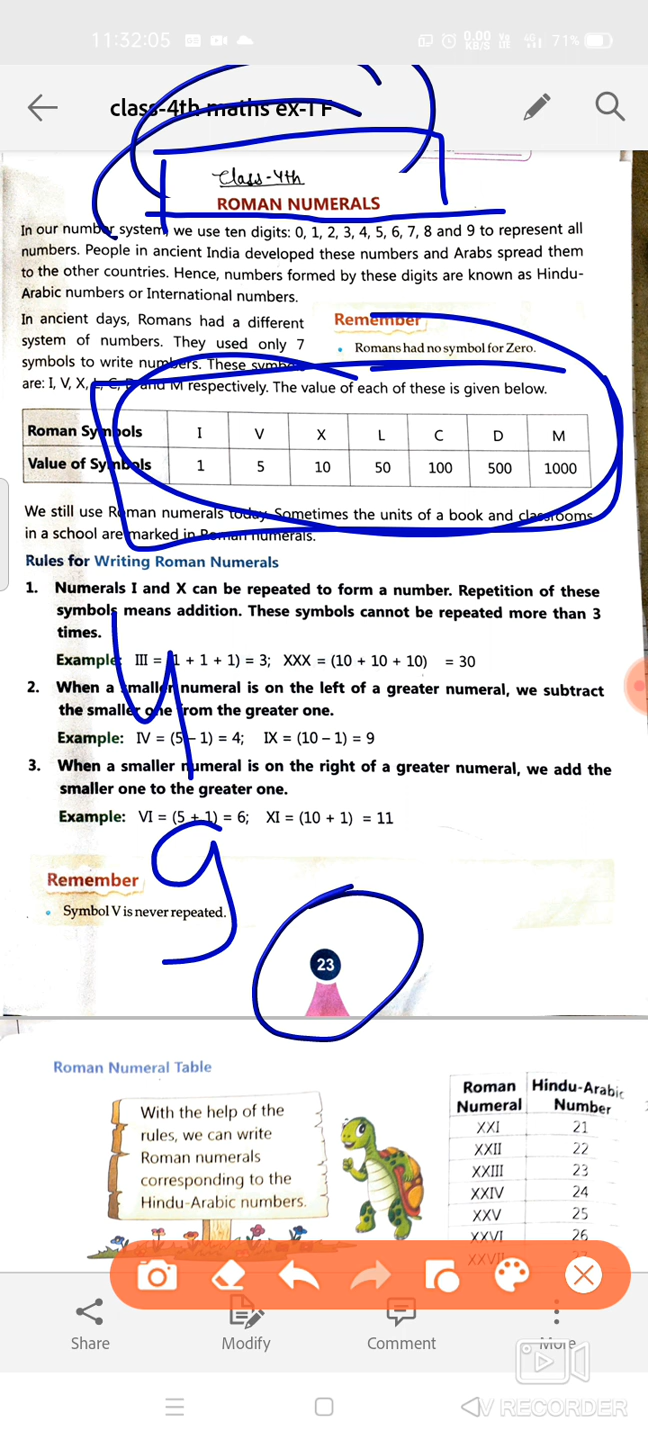 11:32:05 0.00 KB/S 4G 71%
class-4th maths ex-1 F
Class-4th
ROMAN NUMERALS
In our number system, we use ten digits: 0, 1, 2, 3, 4, 5, 6, 7, 8 and 9 to represent all
numbers. People in ancient India developed these numbers and Arabs spread them
to the other countries. Hence, numbers formed by these digits are known as Hindu-
Arabic numbers or International numbers.
In ancient days, Romans had a different
system of numbers. They used only 7
symbols to write numbers. These symbols
are: I, V, X, L, C, D and M respectively. The value of each of these is given below.
Remember
• Romans had no symbol for Zero.
Roman Symbols I V X L C D M
Value of Symbols 1 5 10 50 100 500 1000
We still use Roman numerals today. Sometimes the units of a book and classrooms
in a school are marked in Roman numerals.
Rules for Writing Roman Numerals
1. Numerals I and X can be repeated to form a number. Repetition of these
symbols means addition. These symbols cannot be repeated more than 3
times.
Example: III = (1 + 1 + 1) = 3; XXX = (10 + 10 + 10) = 30
2. When a smaller numeral is on the left of a greater numeral, we subtract
the smaller one from the greater one.
Example: IV = (5 – 1) = 4; IX = (10 – 1) = 9
3. When a smaller numeral is on the right of a greater numeral, we add the
smaller one to the greater one.
Example: VI = (5 + 1) = 6; XI = (10 + 1) = 11
4
9
Remember
• Symbol V is never repeated.
23
Roman Numeral Table
With the help of the
rules, we can write
Roman numerals
corresponding to the
Hindu-Arabic numbers.
Roman Numeral Hindu-Arabic Number
XXI 21
XXII 22
XXIII 23
XXIV 24
XXV 25
XXVI 26
XXVII 27
Share Modify Comment More
V RECORDER